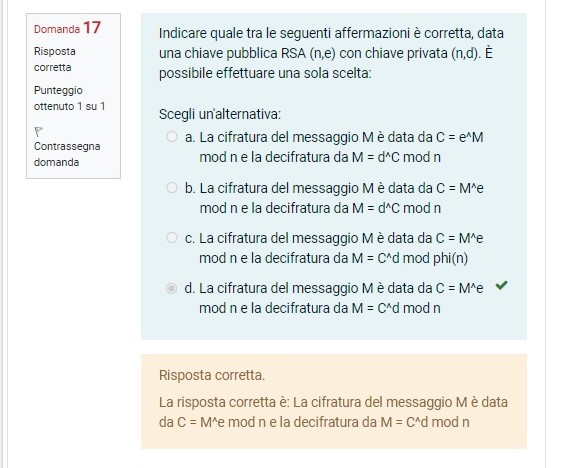 Domanda 17
Risposta
corretta
Punteggio
ottenuto 1 su 1
Contrassegna
domanda
Indicare quale tra le seguenti affermazioni è corretta, data
una chiave pubblica RSA (n,e) con chiave privata (n,d). È
possibile effettuare una sola scelta:
Scegli un'alternativa:
a. La cifratura del messaggio M è data da C = e^M
mod n e la decifratura da M = d^C mod n
b. La cifratura del messaggio M è data da C = M^e
mod n e la decifratura da M = d^C mod n
c. La cifratura del messaggio M è data da C = M^e
mod n e la decifratura da M = C^d mod phi(n)
d. La cifratura del messaggio M è data da C = M^e
mod n e la decifratura da M = C^d mod n
Risposta corretta.
La risposta corretta è: La cifratura del messaggio M è data
da C = M^e mod n e la decifratura da M = C^d mod n